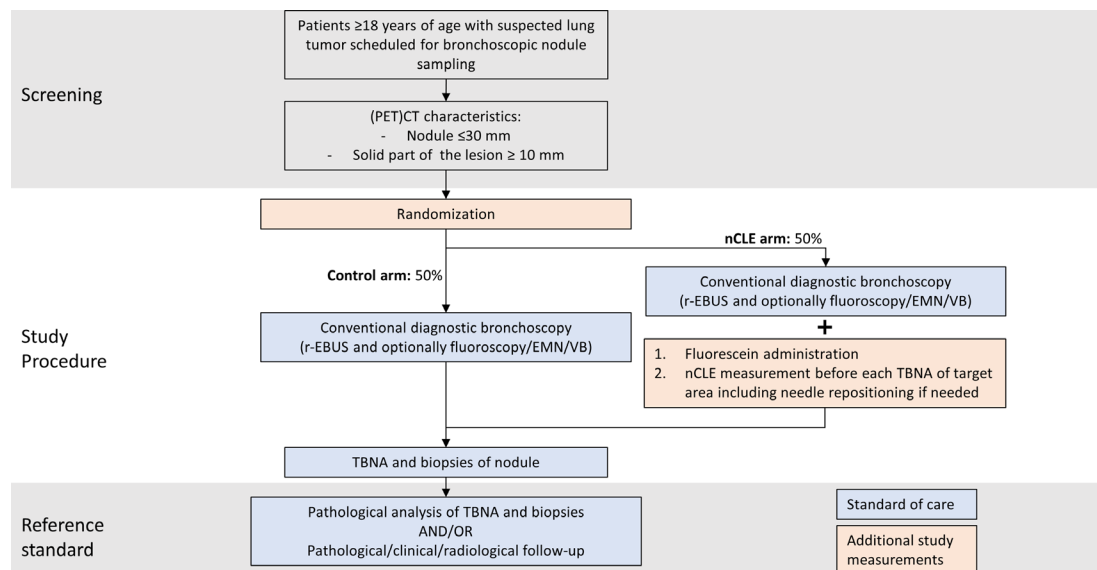 Patients ≥18 years of age with suspected lung
tumor scheduled for bronchoscopic nodule
sampling
Screening
(PET)CT characteristics:
- Nodule ≤30 mm
- Solid part of the lesion ≥ 10 mm
Randomization
nCLE arm: 50%
Control arm: 50%
Conventional diagnostic bronchoscopy
(r-EBUS and optionally fluoroscopy/EMN/VB)
+
Study
Procedure
Conventional diagnostic bronchoscopy
(r-EBUS and optionally fluoroscopy/EMN/VB)
1. Fluorescein administration
2. nCLE measurement before each TBNA of target
area including needle repositioning if needed
TBNA and biopsies of nodule
Reference
standard
Pathological analysis of TBNA and biopsies
AND/OR
Pathological/clinical/radiological follow-up
Standard of care
Additional study
measurements